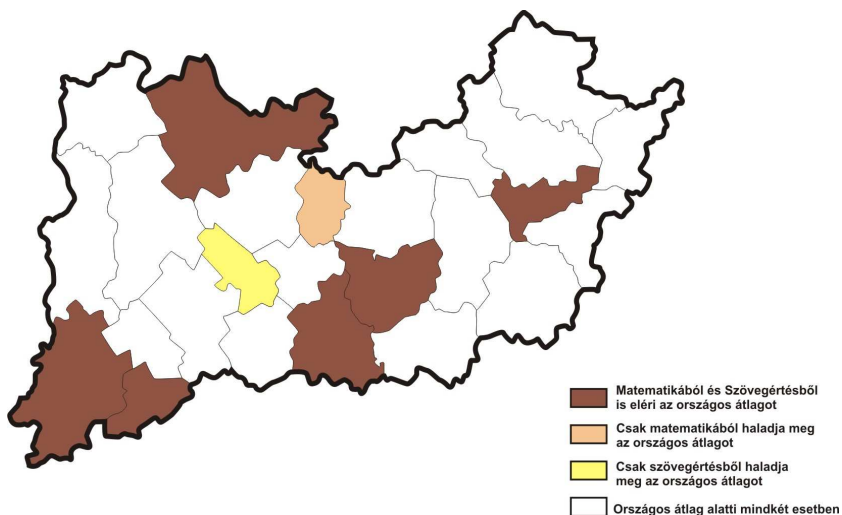 Matematikából és Szövegértésből
is eléri az országos átlagot
Csak matematikából haladja meg
az országos átlagot
Csak szövegértésből haladja
meg az országos átlagot
Országos átlag alatti mindkét esetben